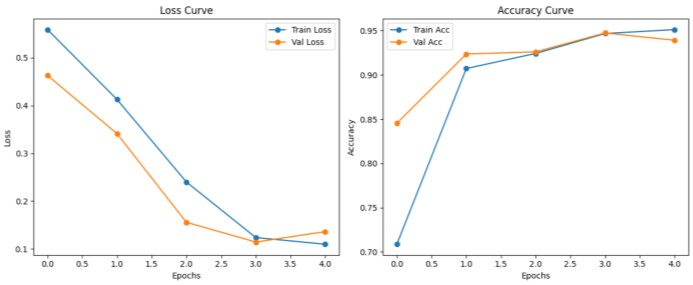 Loss Curve
Train Loss
Val Loss
0.5
0.4
0.3
0.2
0.1
Loss
0.0 0.5 1.0 1.5 2.0 2.5 3.0 3.5 4.0
Epochs
Accuracy Curve
Train Acc
Val Acc
0.95
0.90
0.85
0.80
0.75
0.70
Accuracy
0.0 0.5 1.0 1.5 2.0 2.5 3.0 3.5 4.0
Epochs